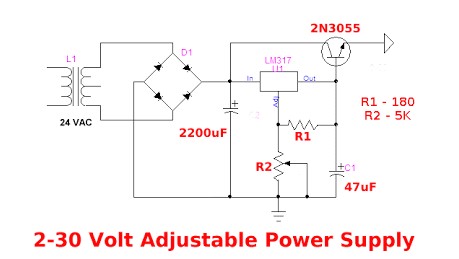 2N3055
L1
D1
LM317
U1
In
Out
Adj
24 VAC
2200uF
R1 - 180
R2 - 5K
R1
R2
C1
47uF
2-30 Volt Adjustable Power Supply